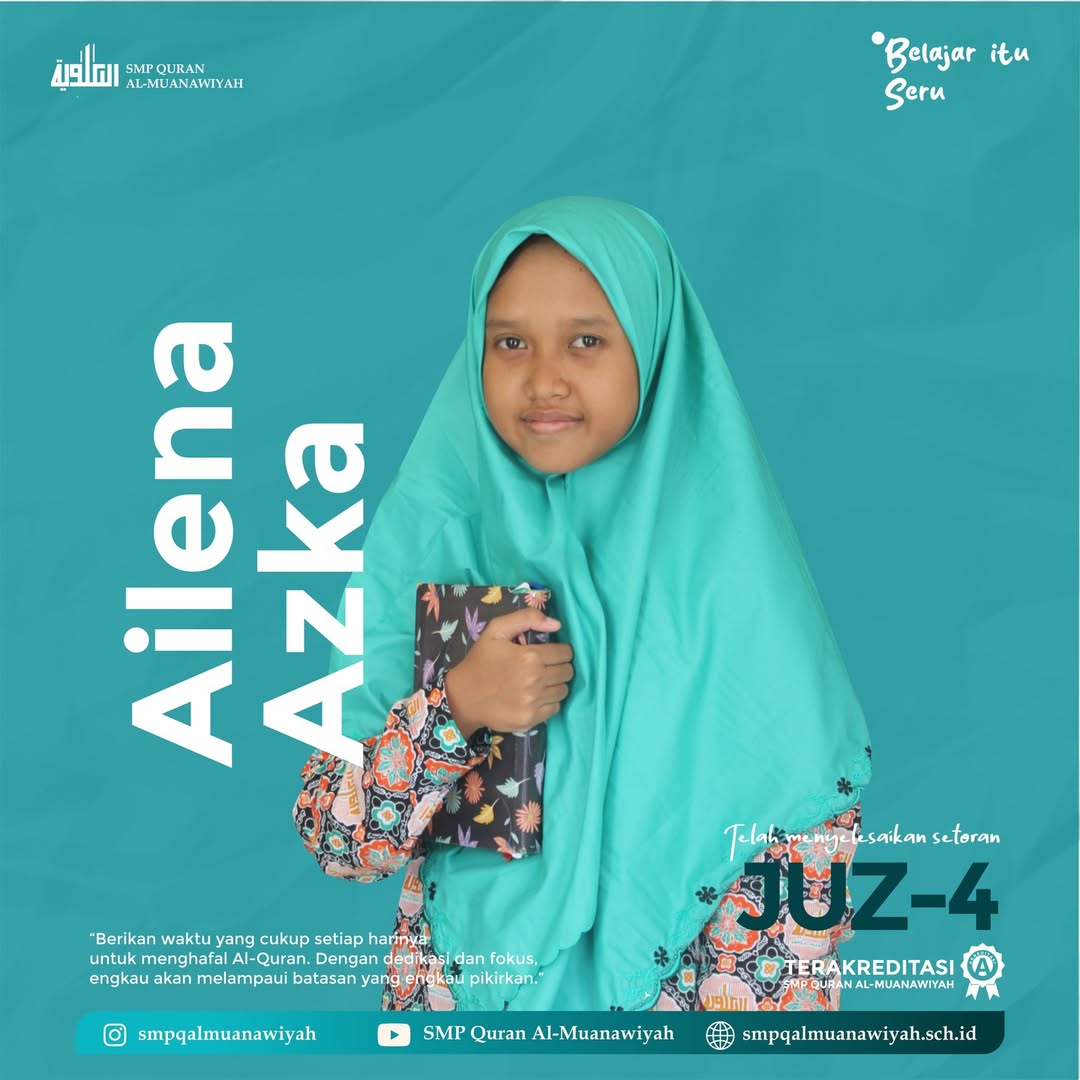 العلوية
SMP QURAN
AL-MUANAWIYAH
Belajar itu
Seru
Ailena
Azka
Telah menyelesaikan setoran
JUZ-4
"Berikan waktu yang cukup setiap harinya
untuk menghafal Al-Quran. Dengan dedikasi dan fokus,
engkau akan melampaui batasan yang engkau pikirkan."
TERAKREDITASI
SMP QURAN AL-MUANAWIYAH
A
smpqalmuanawiyah
SMP Quran Al-Muanawiyah
smpqalmuanawiyah.sch.id